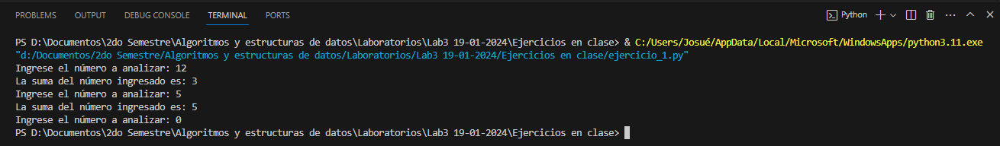 PROBLEMS OUTPUT DEBUG CONSOLE TERMINAL PORTS Python
PS D:\Documentos\2do Semestre\Algoritmos y estructuras de datos\Laboratorios\Lab3 19-01-2024\Ejercicios en clase> & C:/Users/Josué/AppData/Local/Microsoft/WindowsApps/python3.11.exe
"d:/Documentos/2do Semestre/Algoritmos y estructuras de datos/Laboratorios/Lab3 19-01-2024/Ejercicios en clase/ejercicio_1.py"
Ingrese el número a analizar: 12
La suma del número ingresado es: 3
Ingrese el número a analizar: 5
La suma del número ingresado es: 5
Ingrese el número a analizar: 0
PS D:\Documentos\2do Semestre\Algoritmos y estructuras de datos\Laboratorios\Lab3 19-01-2024\Ejercicios en clase>